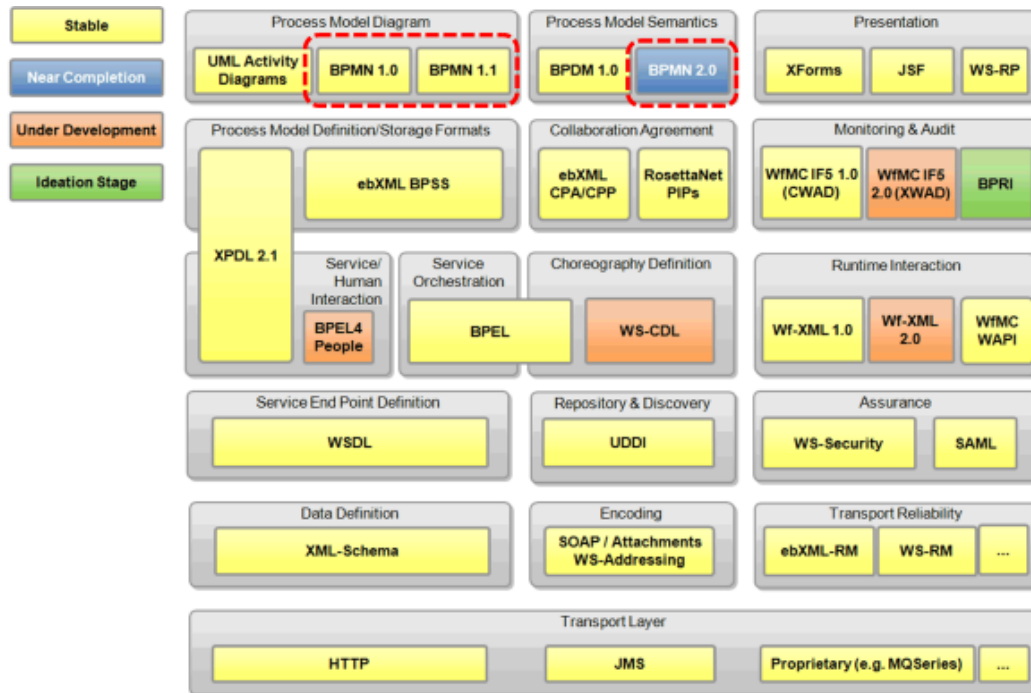 Stable
Near Completion
Under Development
Ideation Stage
Process Model Diagram
UML Activity
Diagrams
BPMN 1.0
BPMN 1.1
Process Model Semantics
BPDM 1.0
BPMN 2.0
Presentation
XForms
JSF
WS-RP
Process Model Definition/Storage Formats
ebXML BPSS
XPDL 2.1
Collaboration Agreement
ebXML
CPA/CPP
RosettaNet
PIPs
Monitoring & Audit
WfMC IF5 1.0
(CWAD)
WfMC IF5
2.0 (XWAD)
BPRI
Service/
Human
Interaction
BPEL4
People
Service
Orchestration
BPEL
Choreography Definition
WS-CDL
Runtime Interaction
Wf-XML 1.0
Wf-XML
2.0
WfMC
WAPI
Service End Point Definition
WSDL
Repository & Discovery
UDDI
Assurance
WS-Security
SAML
Data Definition
XML-Schema
Encoding
SOAP / Attachments
WS-Addressing
Transport Reliability
ebXML-RM
WS-RM
...
Transport Layer
HTTP
JMS
Proprietary (e.g. MQSeries)
...